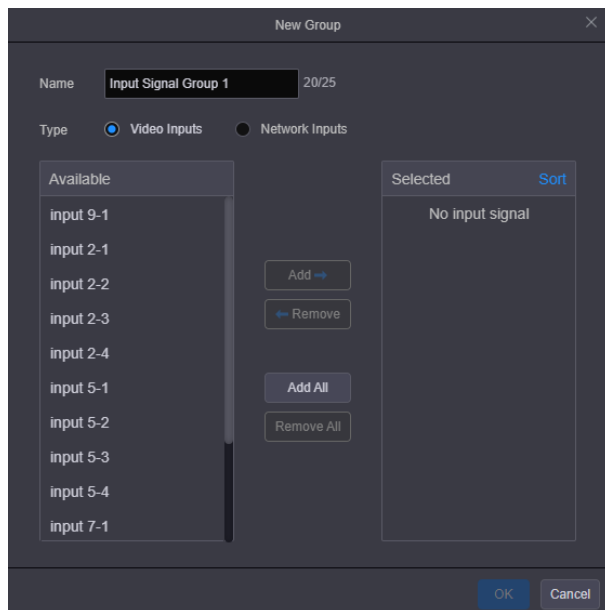 New Group
Name Input Signal Group 1 20/25
Type Video Inputs Network Inputs
Available
input 9-1
input 2-1
input 2-2
input 2-3
input 2-4
input 5-1
input 5-2
input 5-3
input 5-4
input 7-1
Add
Remove
Add All
Remove All
Selected Sort
No input signal
OK Cancel